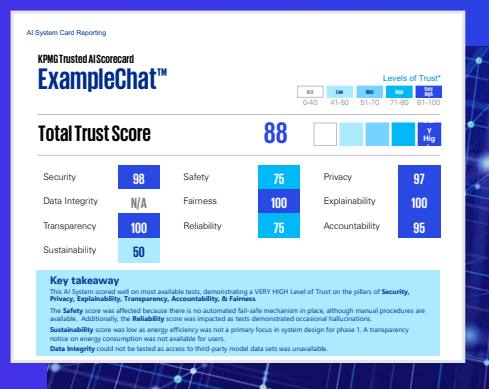 AI System Card Reporting
KPMG Trusted AI Scorecard
ExampleChat™
Levels of Trust*
N/A Low Med High Very High
0-40 41-50 51-70 71-80 81-100
Total Trust Score 88 y Hig
Security 98 Safety 75 Privacy 97
Data Integrity N/A Fairness 100 Explainability 100
Transparency 100 Reliability 75 Accountability 95
Sustainability 50
Key takeaway
This AI System scored well on most available tests, demonstrating a VERY HIGH Level of Trust on the pillars of Security,
Privacy, Explainability, Transparency, Accountability, & Fairness.
The Safety score was affected because there is no automated fail-safe mechanism in place, although manual procedures are
available. Additionally, the Reliability score was impacted as tests demonstrated occasional hallucinations.
Sustainability score was low as energy efficiency was not a primary focus in system design for phase 1. A transparency
notice on energy consumption was not available for users.
Data Integrity could not be tested as access to third-party model data sets was unavailable.